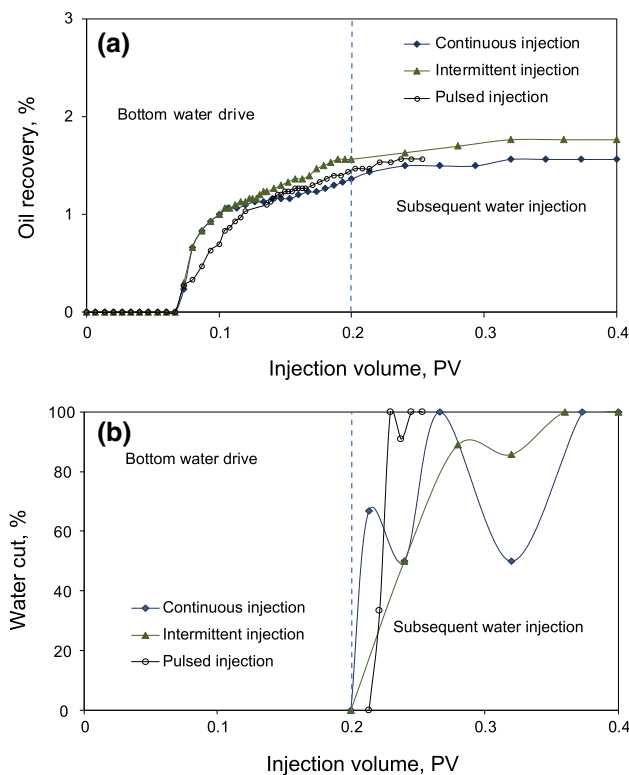 (a)
Continuous injection
Intermittent injection
Pulsed injection
Bottom water drive
Subsequent water injection
Oil recovery, %
3
2
1
0
0
0.1
0.2
0.3
0.4
Injection volume, PV
(b)
Bottom water drive
Continuous injection
Intermittent injection
Pulsed injection
Subsequent water injection
Water cut, %
100
80
60
40
20
0
0
0.1
0.2
0.3
0.4
Injection volume, PV